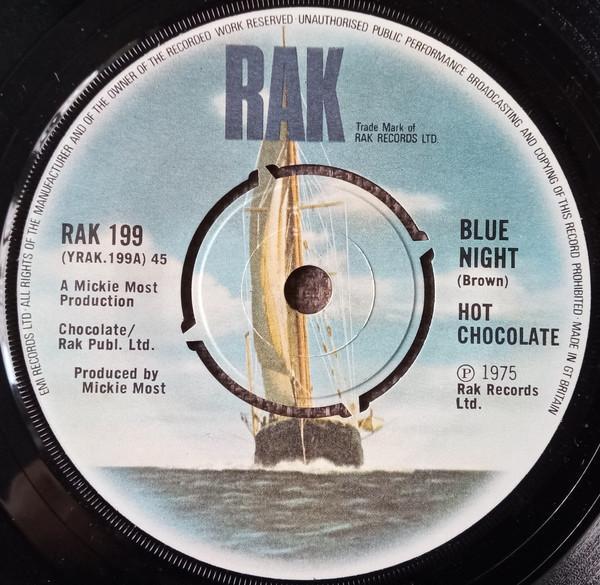 EMI RECORDS LTD · ALL RIGHTS OF THE MANUFACTURER AND OF THE OWNER OF THE RECORDED WORK RESERVED · UNAUTHORISED PUBLIC PERFORMANCE BROADCASTING AND COPYING OF THIS RECORD PROHIBITED · MADE IN GT BRITAIN
RAK
Trade Mark of
RAK RECORDS LTD.
RAK 199
(YRAK.199A) 45
A Mickie Most
Production
Chocolate/
Rak Publ. Ltd.
Produced by
Mickie Most
BLUE
NIGHT
(Brown)
HOT
CHOCOLATE
℗ 1975
Rak Records
Ltd.